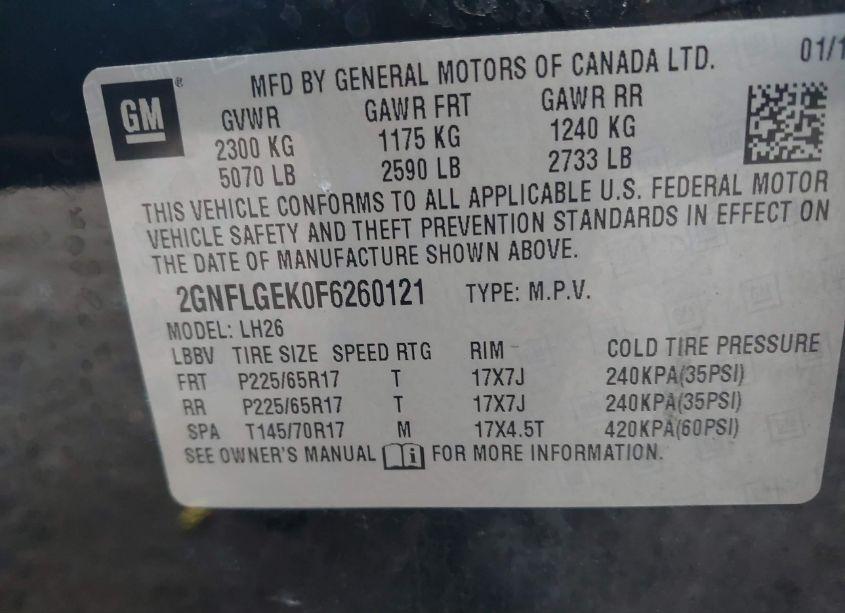 MFD BY GENERAL MOTORS OF CANADA LTD. 01/1
GM®
GVWR GAWR FRT GAWR RR
2300 KG 1175 KG 1240 KG
5070 LB 2590 LB 2733 LB
THIS VEHICLE CONFORMS TO ALL APPLICABLE U.S. FEDERAL MOTOR
VEHICLE SAFETY AND THEFT PREVENTION STANDARDS IN EFFECT ON
THE DATE OF MANUFACTURE SHOWN ABOVE.
2GNFLGEK0F6260121 TYPE: M.P.V.
MODEL: LH26
LBBV TIRE SIZE SPEED RTG RIM COLD TIRE PRESSURE
FRT P225/65R17 T 17X7J 240KPA(35PSI)
RR P225/65R17 T 17X7J 240KPA(35PSI)
SPA T145/70R17 M 17X4.5T 420KPA(60PSI)
SEE OWNER'S MANUAL i FOR MORE INFORMATION.